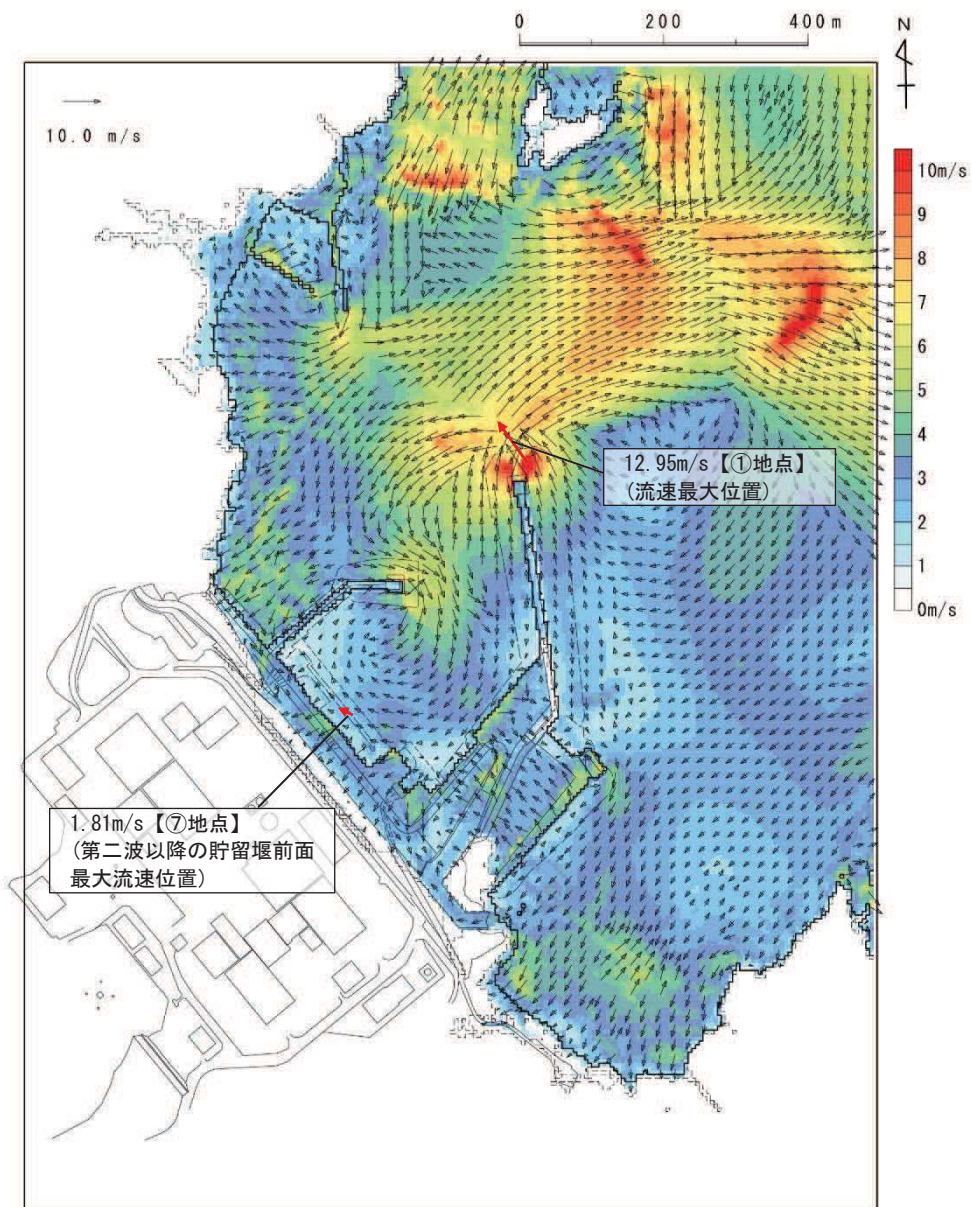 0 200 400m
N
10.0 m/s
10m/s
9
8
7
6
5
4
3
2
1
0m/s
12.95m/s【①地点】
(流速最大位置)
1.81m/s【⑦地点】
(第二波以降の貯留堰前面
最大流速位置)